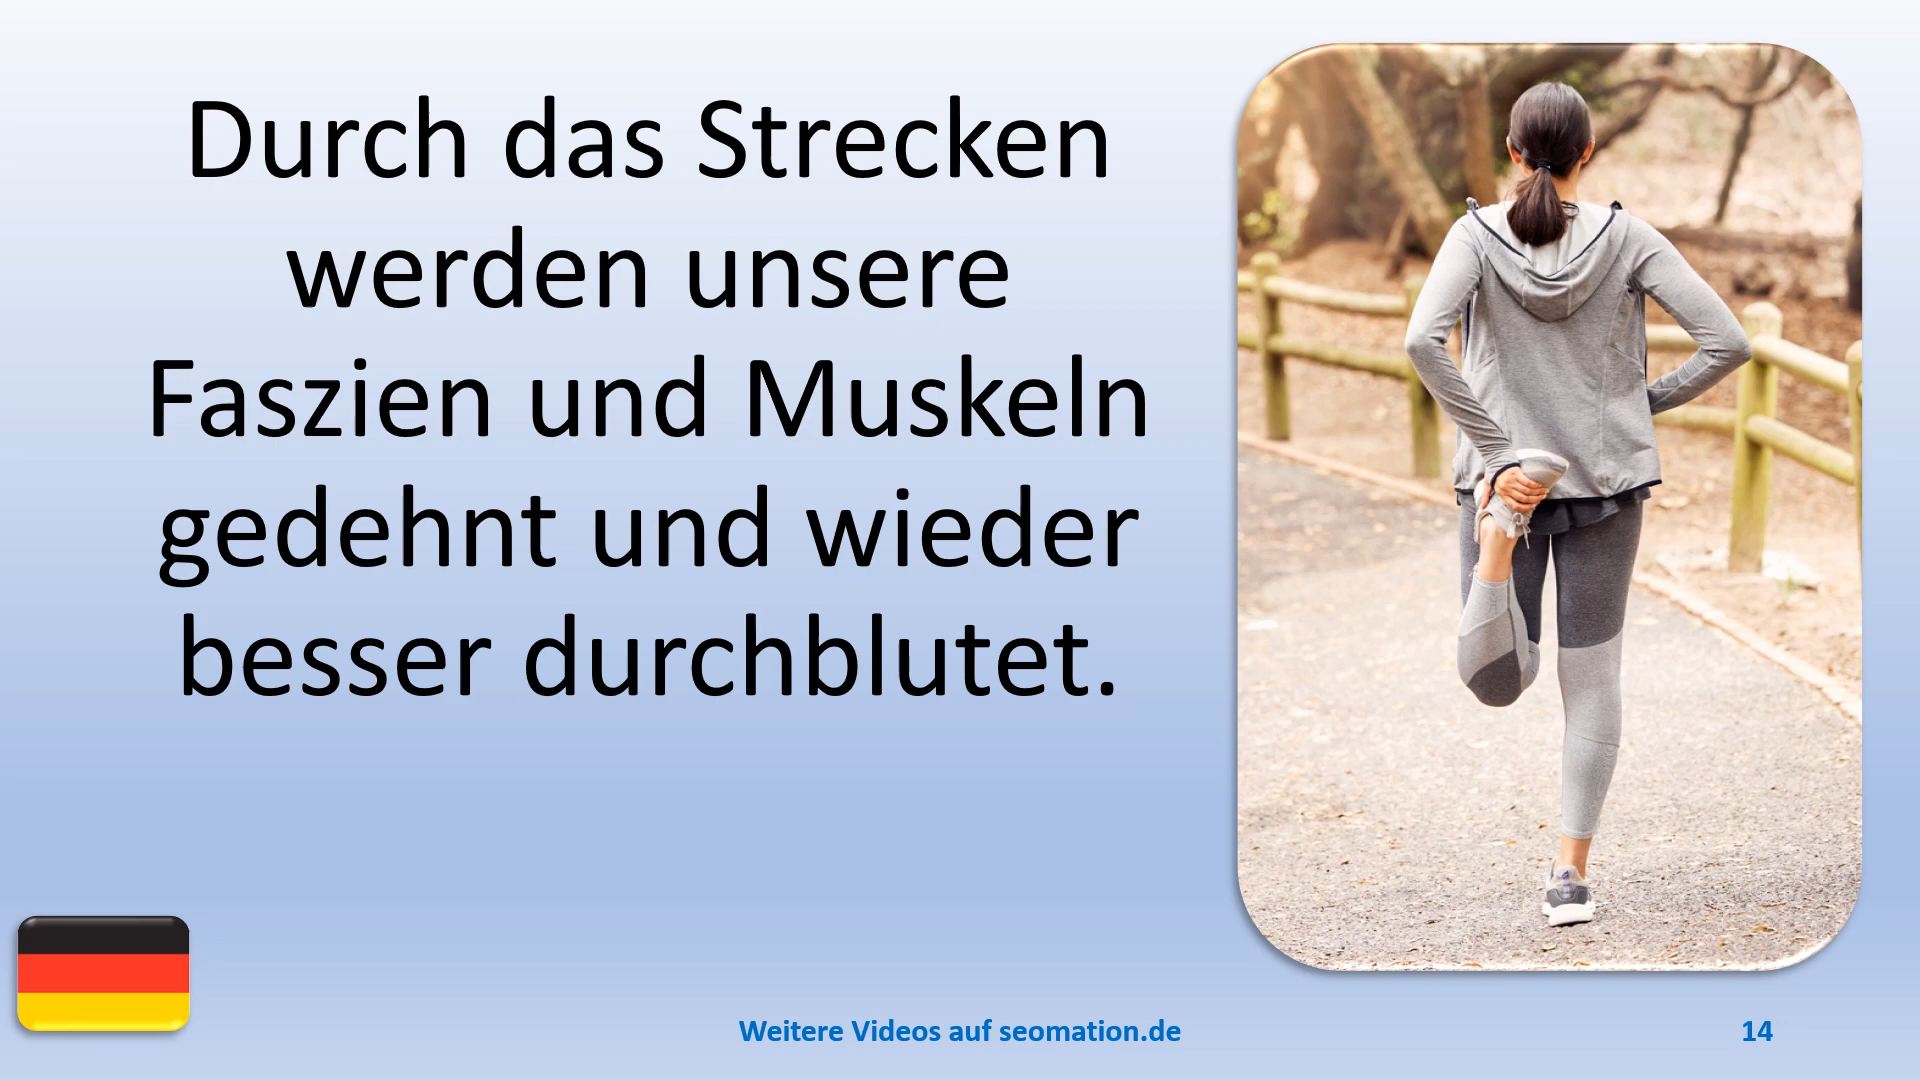 Durch das Strecken
werden unsere
Faszien und Muskeln
gedehnt und wieder
besser durchblutet.
Weitere Videos auf seomation.de
14